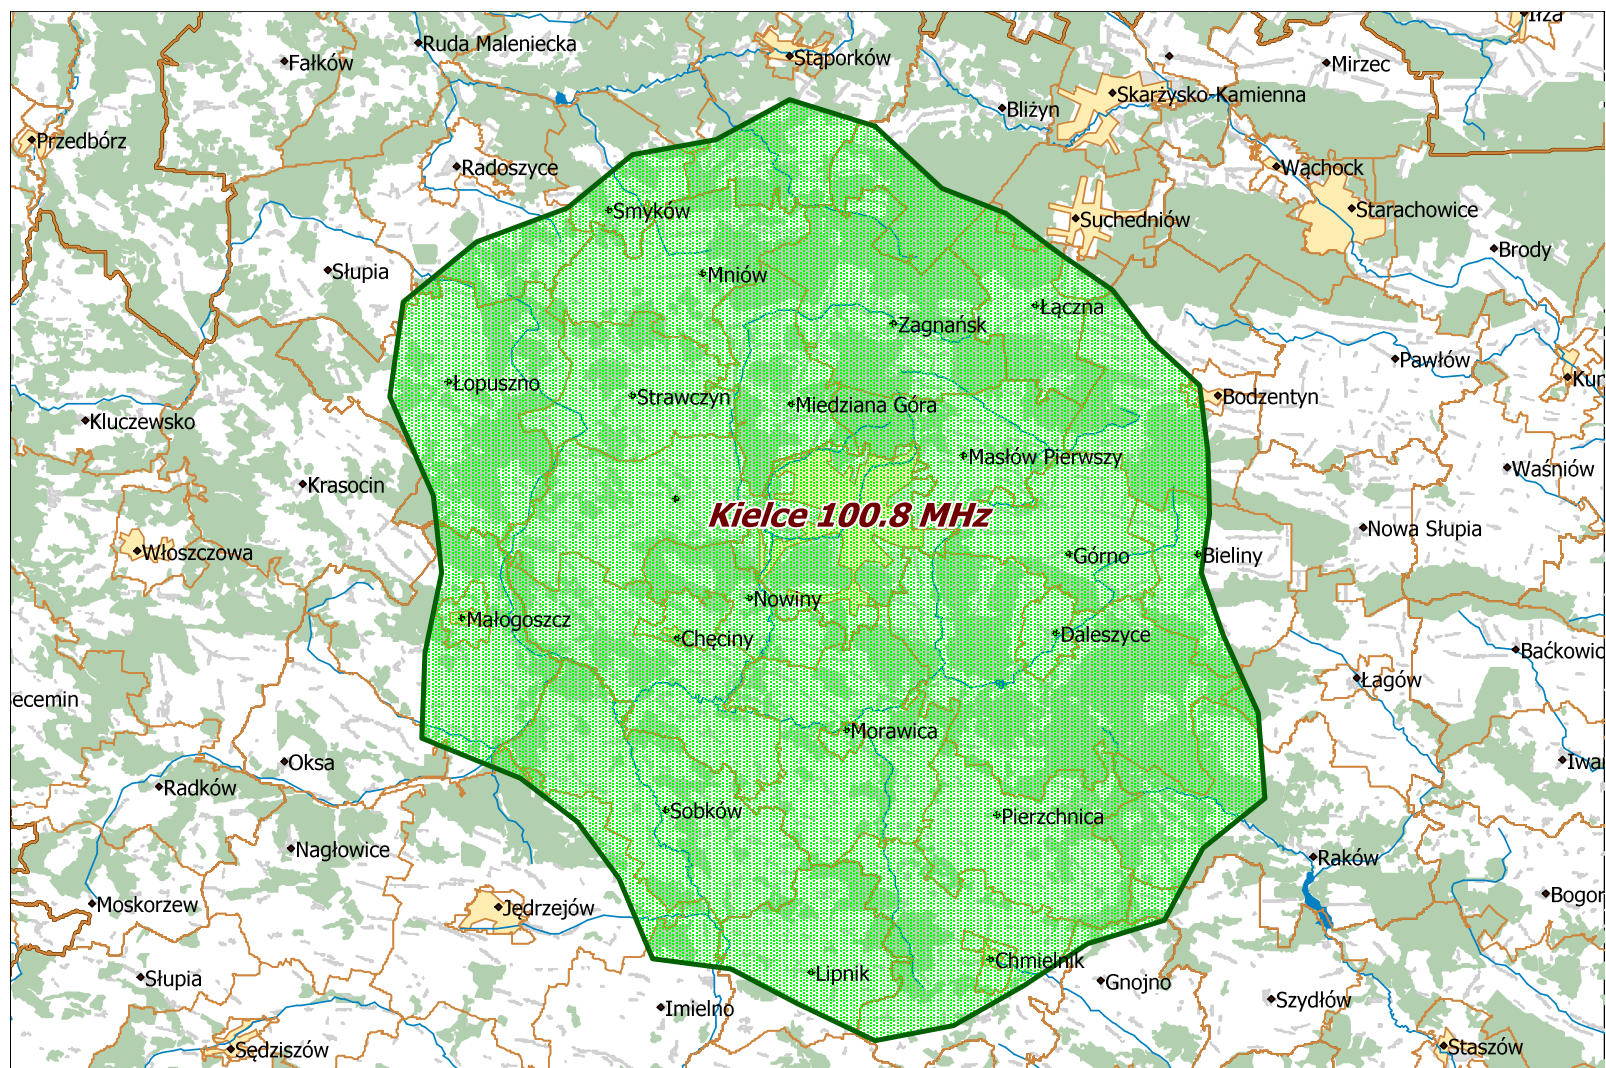 Iłża
Ruda Maleniecka
Fałków
Stąporków
Mirzec
Skarżysko-Kamienna
Bliżyn
Przedbórz
Radoszyce
Wąchock
Smyków
Suchedniów
Starachowice
Brody
Słupia
Mniów
Łączna
Zagnańsk
Pawłów
Łopuszno
Strawczyn
Kun
Bodzentyn
Miedziana Góra
Kluczewsko
Masłów Pierwszy
Waśniów
Krasocin
Kielce 100.8 MHz
Nowa Słupia
Włoszczowa
Górno
Bieliny
Nowiny
Małogoszcz
Chęciny
Daleszyce
Baćkowic
Łagów
ecemin
Morawica
Oksa
Iwan
Radków
Sobków
Pierzchnica
Nagłowice
Raków
Moskorzew
Jędrzejów
Bogor
Słupia
Lipnik
Chmielnik
Gnojno
Imielno
Szydłów
Sędziszów
Staszów